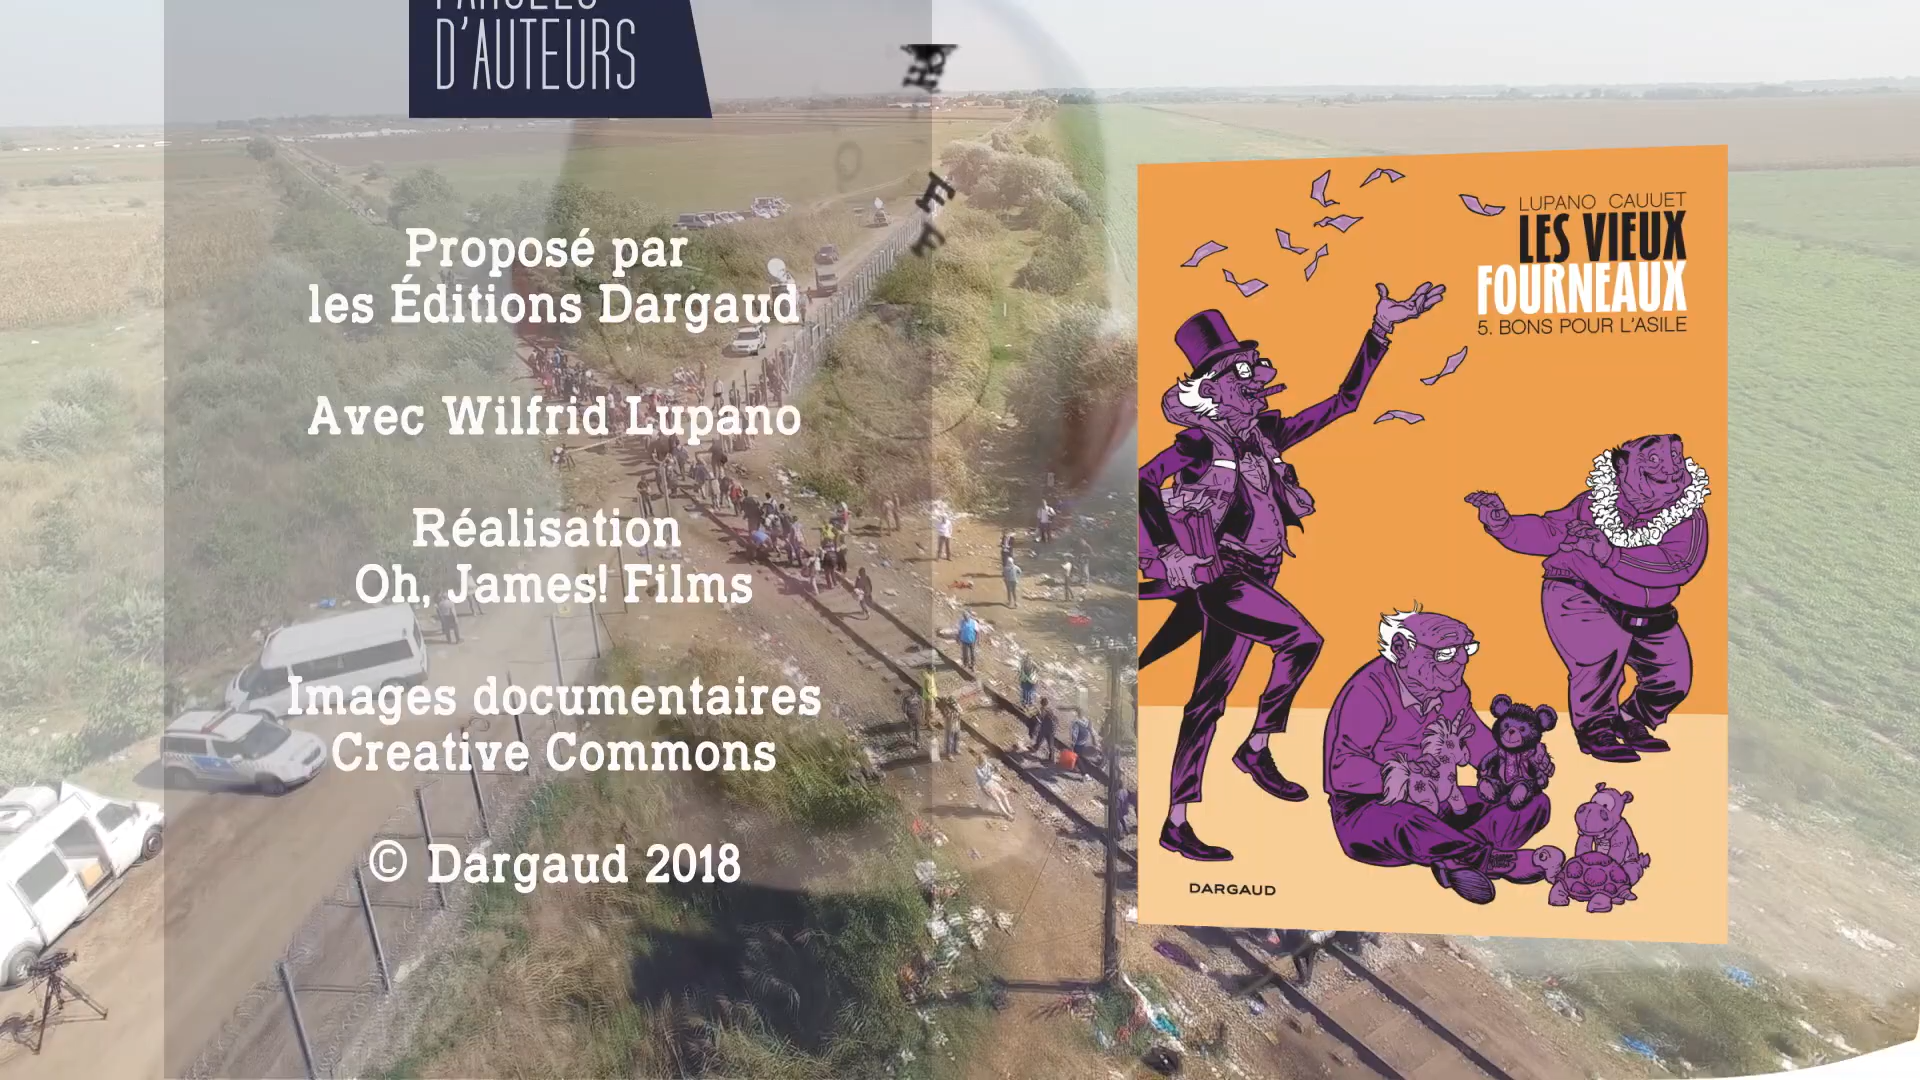 D'AUTEURS
Proposé par
les Éditions Dargaud
Avec Wilfrid Lupano
Réalisation
Oh, James! Films
Images documentaires
Creative Commons
© Dargaud 2018
LUPANO CAUUET
LES VIEUX
FOURNEAUX
5. BONS POUR L'ASILE
DARGAUD